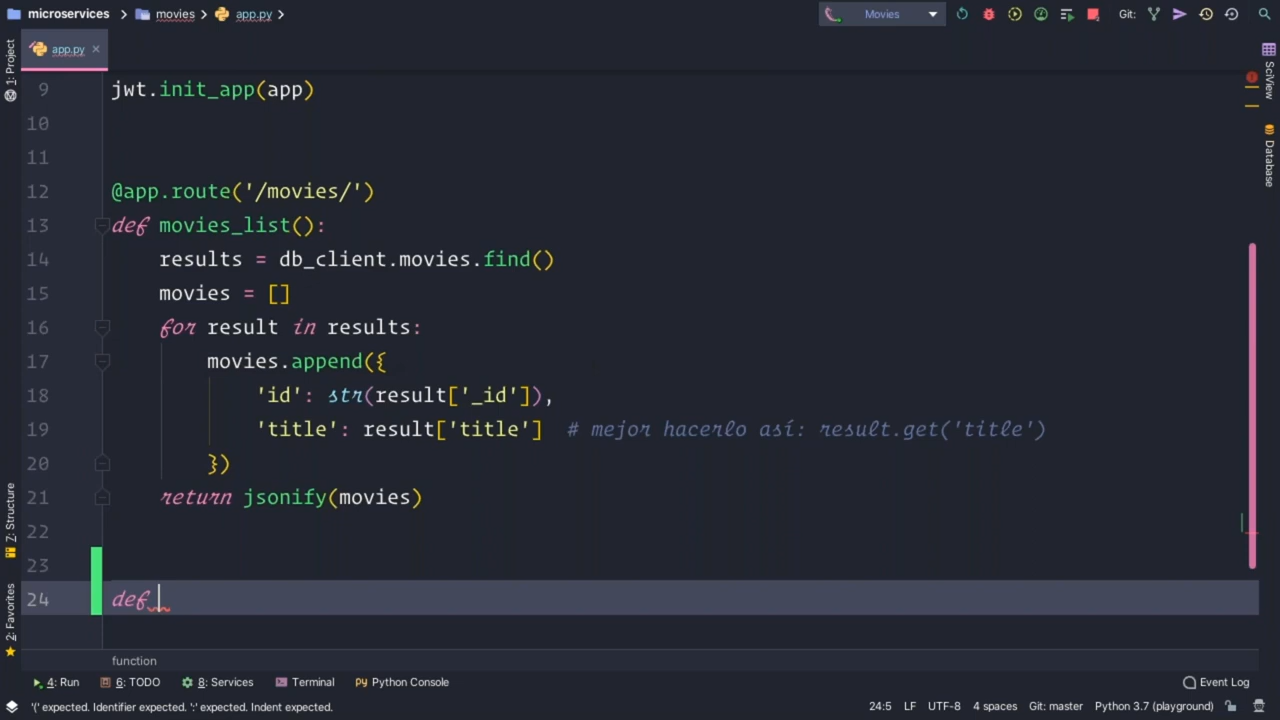 microservices movies app.py Movies Git:
app.py
1: Project
SciView
Database
Z: Structure
2: Favorites
9 jwt.init_app(app)
10
11
12 @app.route('/movies/')
13 def movies_list():
14 results = db_client.movies.find()
15 movies = []
16 for result in results:
17 movies.append({
18 'id': str(result['_id']),
19 'title': result['title'] # mejor hacerlo así: result.get('title')
20 })
21 return jsonify(movies)
22
23
24 def
function
4: Run 6: TODO 8: Services Terminal Python Console Event Log
'(' expected. Identifier expected. ':' expected. Indent expected. 24:5 LF UTF-8 4 spaces Git: master Python 3.7 (playground)